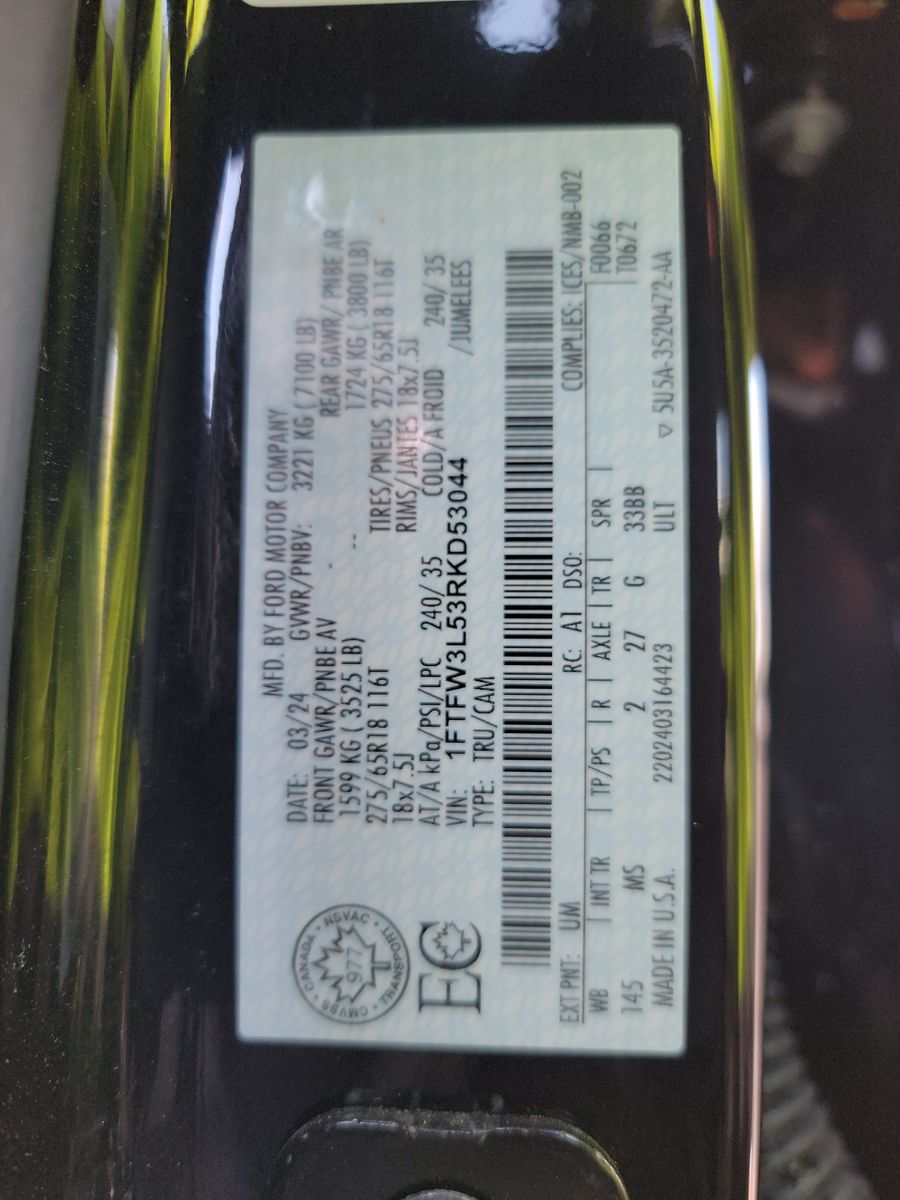 MFD. BY FORD MOTOR COMPANY
DATE: 03/24 GVWR/PNBV: 3221 KG ( 7100 LB)
FRONT GAWR/PNBE AV REAR GAWR/ PNBE AR
1599 KG ( 3525 LB) - -- 1724 KG ( 3800 LB)
275/65R18 116T TIRES/PNEUS 275/65R18 116T
18x7.5J RIMS/JANTES 18x7.5J
AT/A kPa/PSI/LPC 240/ 35 COLD/A FROID 240/ 35
VIN: 1FTFW3L53RKD53044 /JUMELEES
TYPE: TRU/CAM
CANADA · NSVAC · TRANSPORT · CMVSS
977
EC
EXT PNT: UM RC: A1 DSO: COMPLIES: ICES/NMB-002
WB | INT TR | TP/PS | R | AXLE | TR | SPR | F0066
145 MS 2 27 G 33BB T0672
MADE IN U.S.A. 2202403164423 ULT ▽ 5U5A-3520472-AA